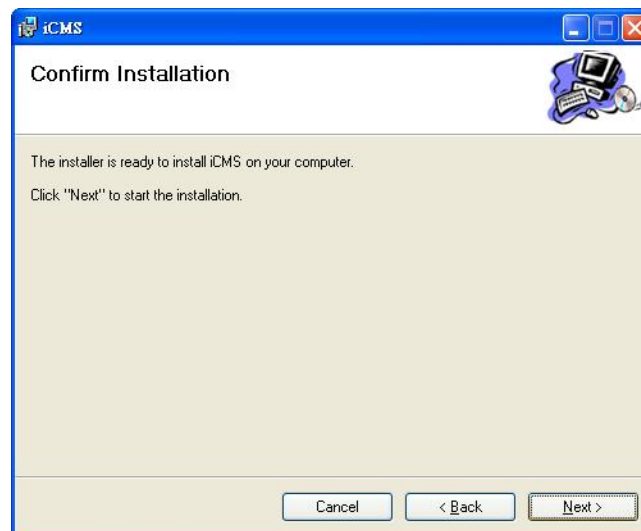 iCMS
Confirm Installation
The installer is ready to install iCMS on your computer.
Click "Next" to start the installation.
Cancel
< Back
Next >